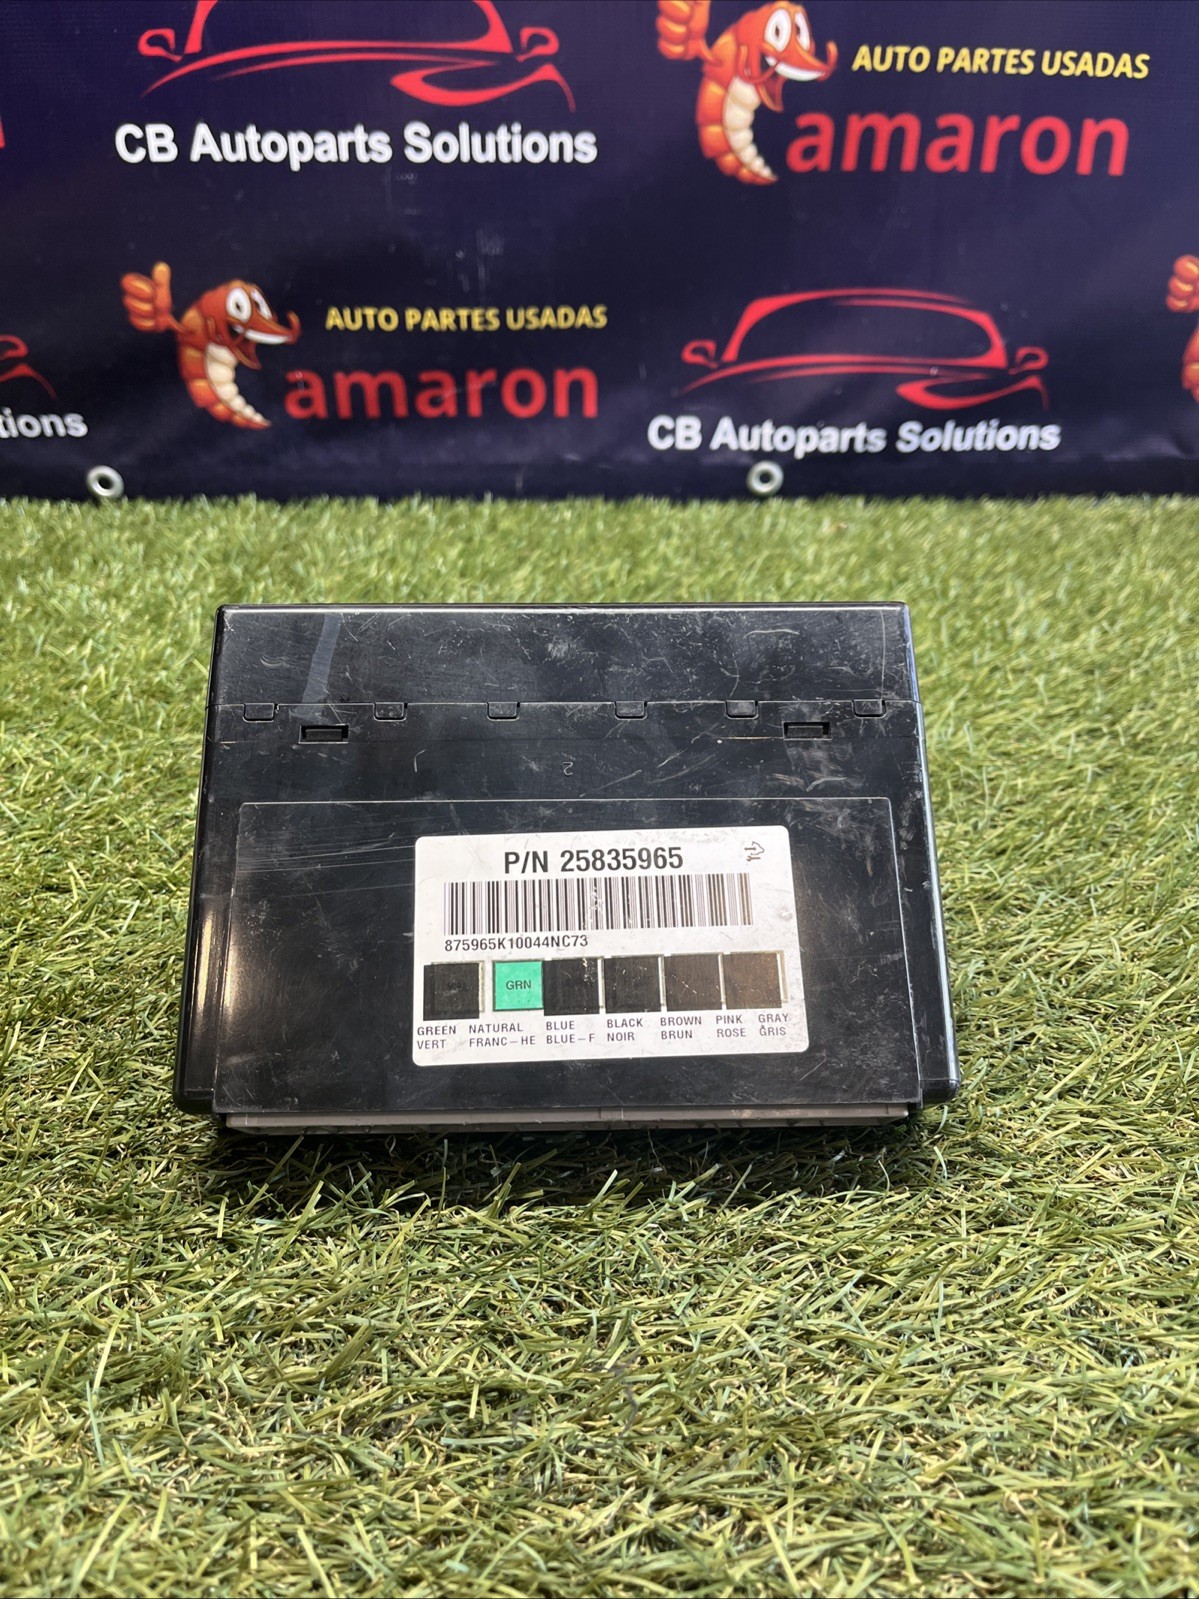 CB Autoparts Solutions
AUTO PARTES USADAS
amaron
AUTO PARTES USADAS
amaron
tions
CB Autoparts Solutions
2
P/N 25835965
875965K10044NC73
GRN
GREEN NATURAL BLUE BLACK BROWN PINK GRAY
VERT FRANC-HE BLUE-F NOIR BRUN ROSE GRIS